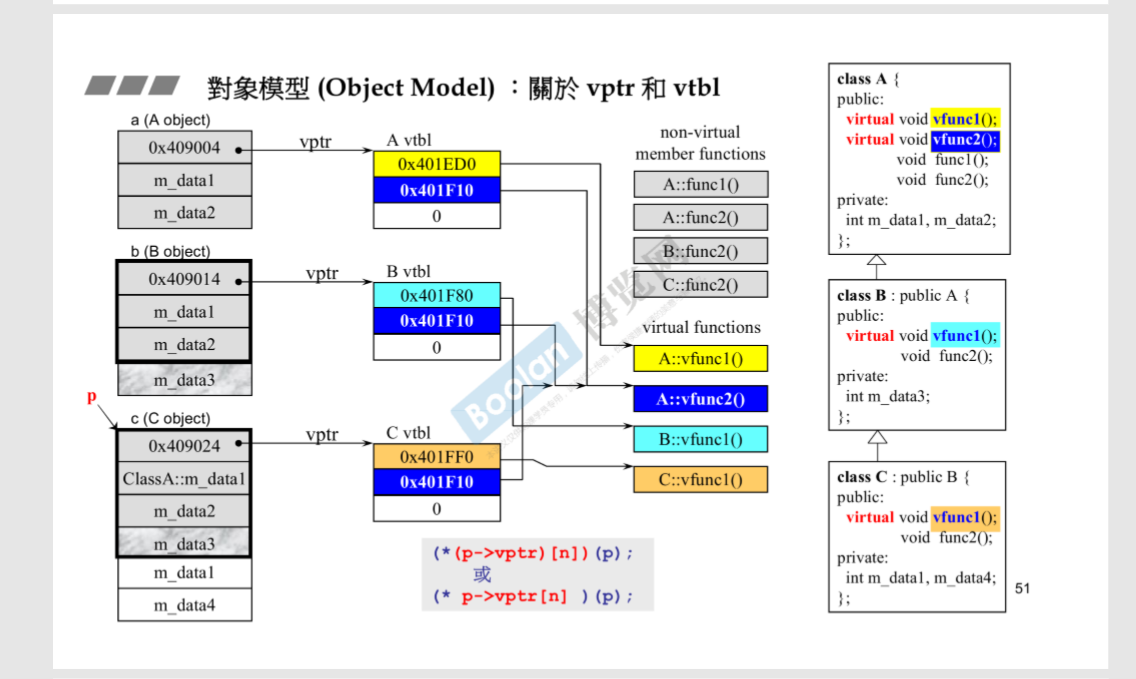 對象模型 (Object Model) ：關於 vptr 和 vtbl
a (A object)
0x409004
m_data1
m_data2
vptr
A vtbl
0x401ED0
0x401F10
0
b (B object)
0x409014
m_data1
m_data2
m_data3
vptr
B vtbl
0x401F80
0x401F10
0
p
c (C object)
0x409024
ClassA::m_data1
m_data2
m_data3
m_data1
m_data4
vptr
C vtbl
0x401FF0
0x401F10
0
non-virtual
member functions
A::func1()
A::func2()
B::func2()
C::func2()
virtual functions
A::vfunc1()
A::vfunc2()
B::vfunc1()
C::vfunc1()
(*(p->vptr)[n])(p);
或
(* p->vptr[n] )(p);
class A {
public:
virtual void vfunc1();
virtual void vfunc2();
void func1();
void func2();
private:
int m_data1, m_data2;
};
class B : public A {
public:
virtual void vfunc1();
void func2();
private:
int m_data3;
};
class C : public B {
public:
virtual void vfunc1();
void func2();
private:
int m_data1, m_data4;
};
51
Boolan 博览网